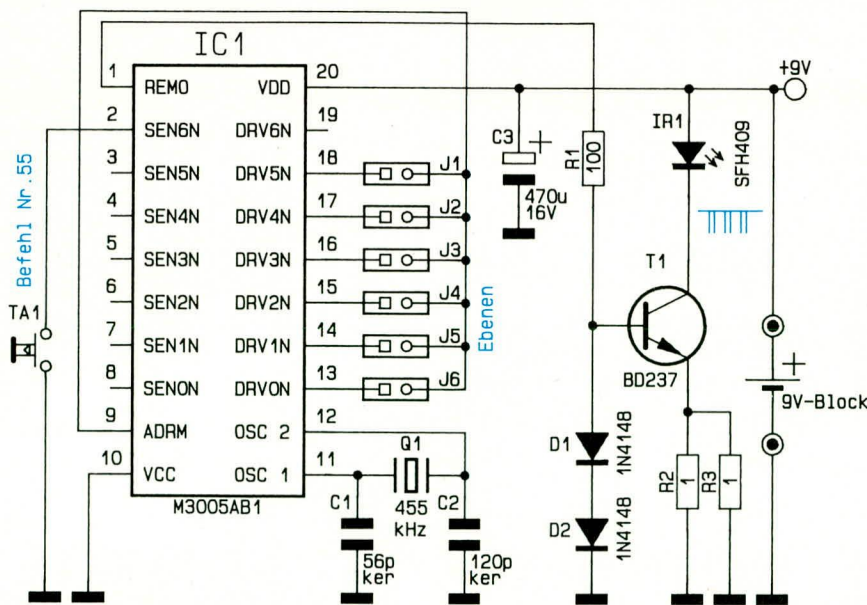 IC1
1 REMO VDD 20
2 SEN6N DRV6N 19
3 SEN5N DRV5N 18 J1
4 SEN4N DRV4N 17 J2
5 SEN3N DRV3N 16 J3
6 SEN2N DRV2N 15 J4
7 SEN1N DRV1N 14 J5
8 SEN0N DRV0N 13 J6
9 ADRM OSC 2 12
10 VCC OSC 1 11
M3005AB1
Befehl Nr.55
TA1
Ebenen
Q1
455
kHz
C1
56p
ker
C2
120p
ker
C3
+
470u
16V
R1
100
+9V
IR1
SFH409
T1
BD237
D1
1N4148
D2
1N4148
R2
1
R3
1
+
9V-Block